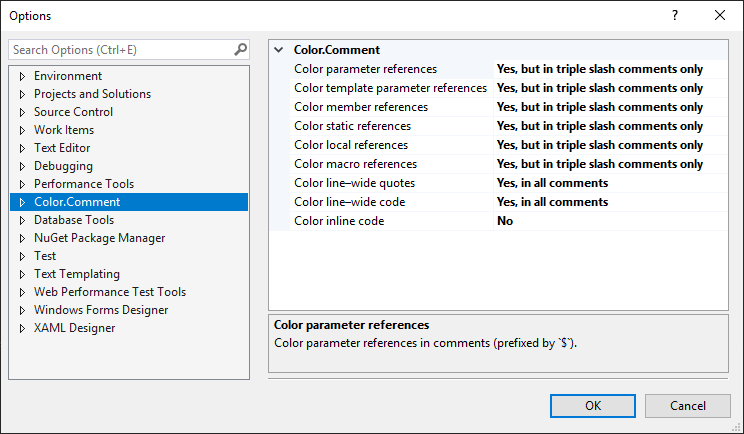 Options
? ×
Search Options (Ctrl+E)
Environment
Projects and Solutions
Source Control
Work Items
Text Editor
Debugging
Performance Tools
Color.Comment
Database Tools
NuGet Package Manager
Test
Text Templating
Web Performance Test Tools
Windows Forms Designer
XAML Designer
Color.Comment
Color parameter references Yes, but in triple slash comments only
Color template parameter references Yes, but in triple slash comments only
Color member references Yes, but in triple slash comments only
Color static references Yes, but in triple slash comments only
Color local references Yes, but in triple slash comments only
Color macro references Yes, but in triple slash comments only
Color line–wide quotes Yes, in all comments
Color line–wide code Yes, in all comments
Color inline code No
Color parameter references
Color parameter references in comments (prefixed by `$`).
OK Cancel